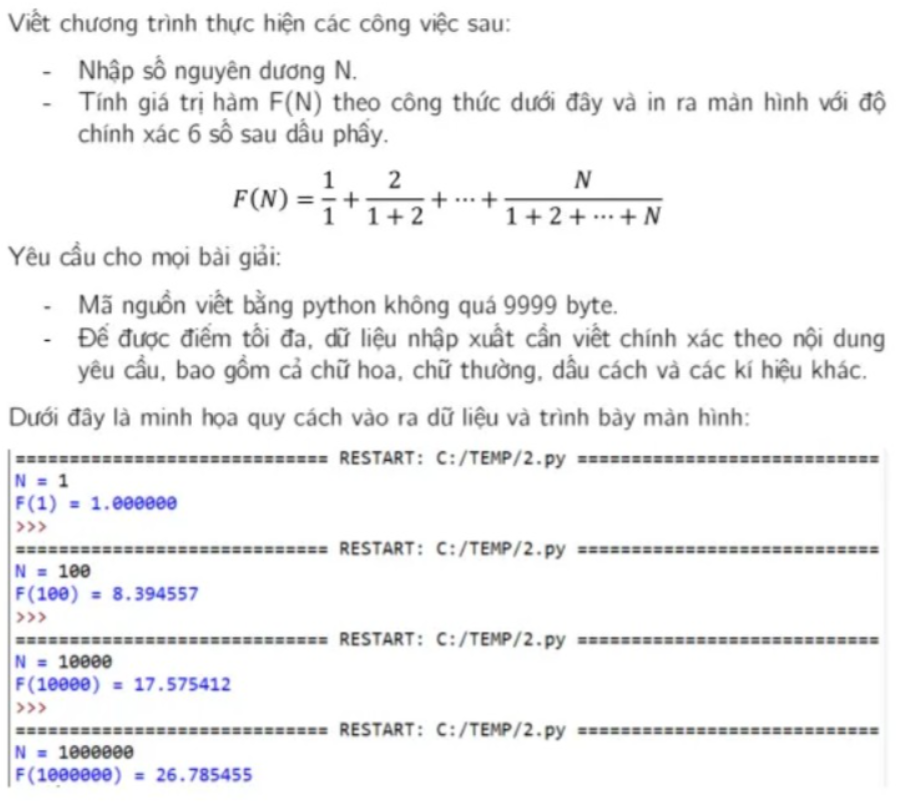 Viết chương trình thực hiện các công việc sau:
- Nhập số nguyên dương N.
- Tính giá trị hàm F(N) theo công thức dưới đây và in ra màn hình với độ
chính xác 6 số sau dấu phẩy.
F(N) = 1/1 + 2/(1 + 2) + ··· + N/(1 + 2 + ··· + N)
Yêu cầu cho mọi bài giải:
- Mã nguồn viết bằng python không quá 9999 byte.
- Để được điểm tối đa, dữ liệu nhập xuất cần viết chính xác theo nội dung
yêu cầu, bao gồm cả chữ hoa, chữ thường, dấu cách và các kí hiệu khác.
Dưới đây là minh họa quy cách vào ra dữ liệu và trình bày màn hình:
============================= RESTART: C:/TEMP/2.py ============================
N = 1
F(1) = 1.000000
>>>
============================= RESTART: C:/TEMP/2.py ============================
N = 100
F(100) = 8.394557
>>>
============================= RESTART: C:/TEMP/2.py ============================
N = 10000
F(10000) = 17.575412
>>>
============================= RESTART: C:/TEMP/2.py ============================
N = 1000000
F(1000000) = 26.785455